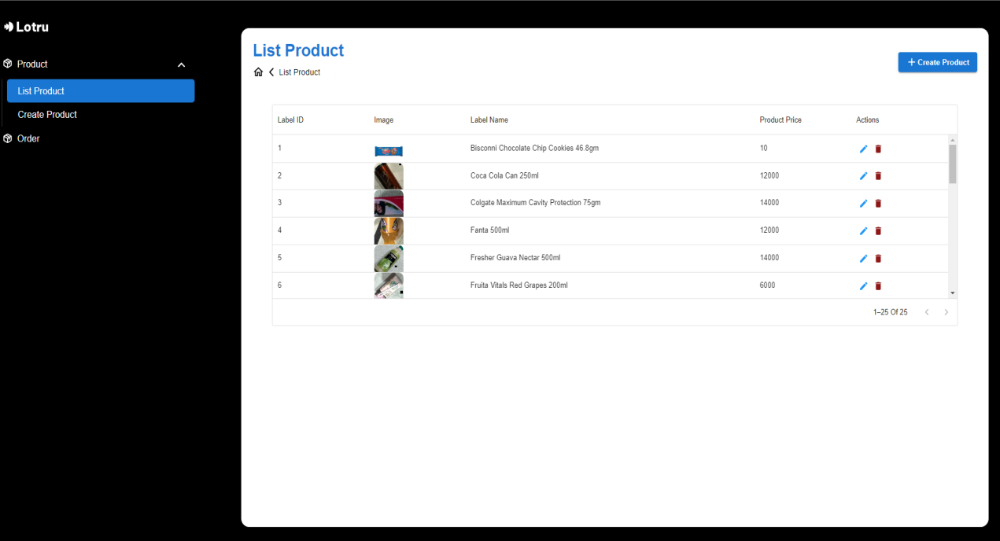 Lotru
Product
List Product
Create Product
Order
List Product
List Product
+ Create Product
Label ID Image Label Name Product Price Actions
1 Bisconni Chocolate Chip Cookies 46.8gm 10
2 Coca Cola Can 250ml 12000
3 Colgate Maximum Cavity Protection 75gm 14000
4 Fanta 500ml 12000
5 Fresher Guava Nectar 500ml 14000
6 Fruita Vitals Red Grapes 200ml 6000
1–25 Of 25